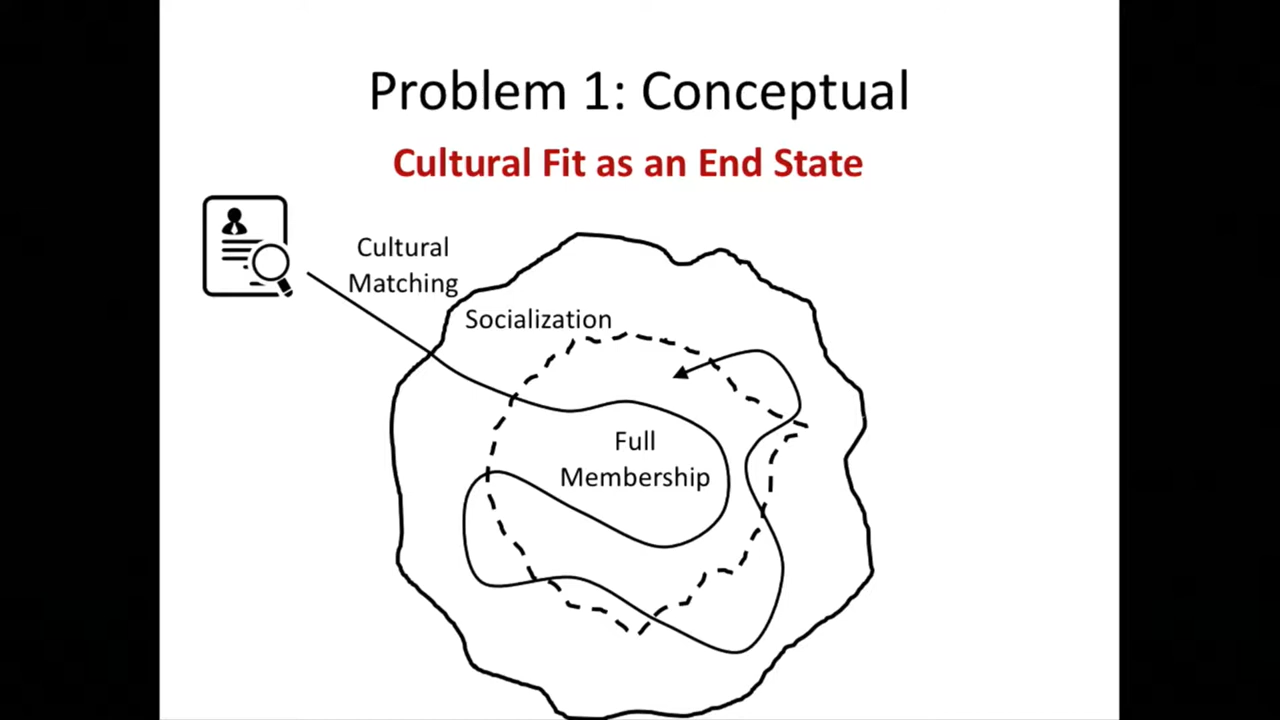 Problem 1: Conceptual
Cultural Fit as an End State
Cultural
Matching
Socialization
Full
Membership